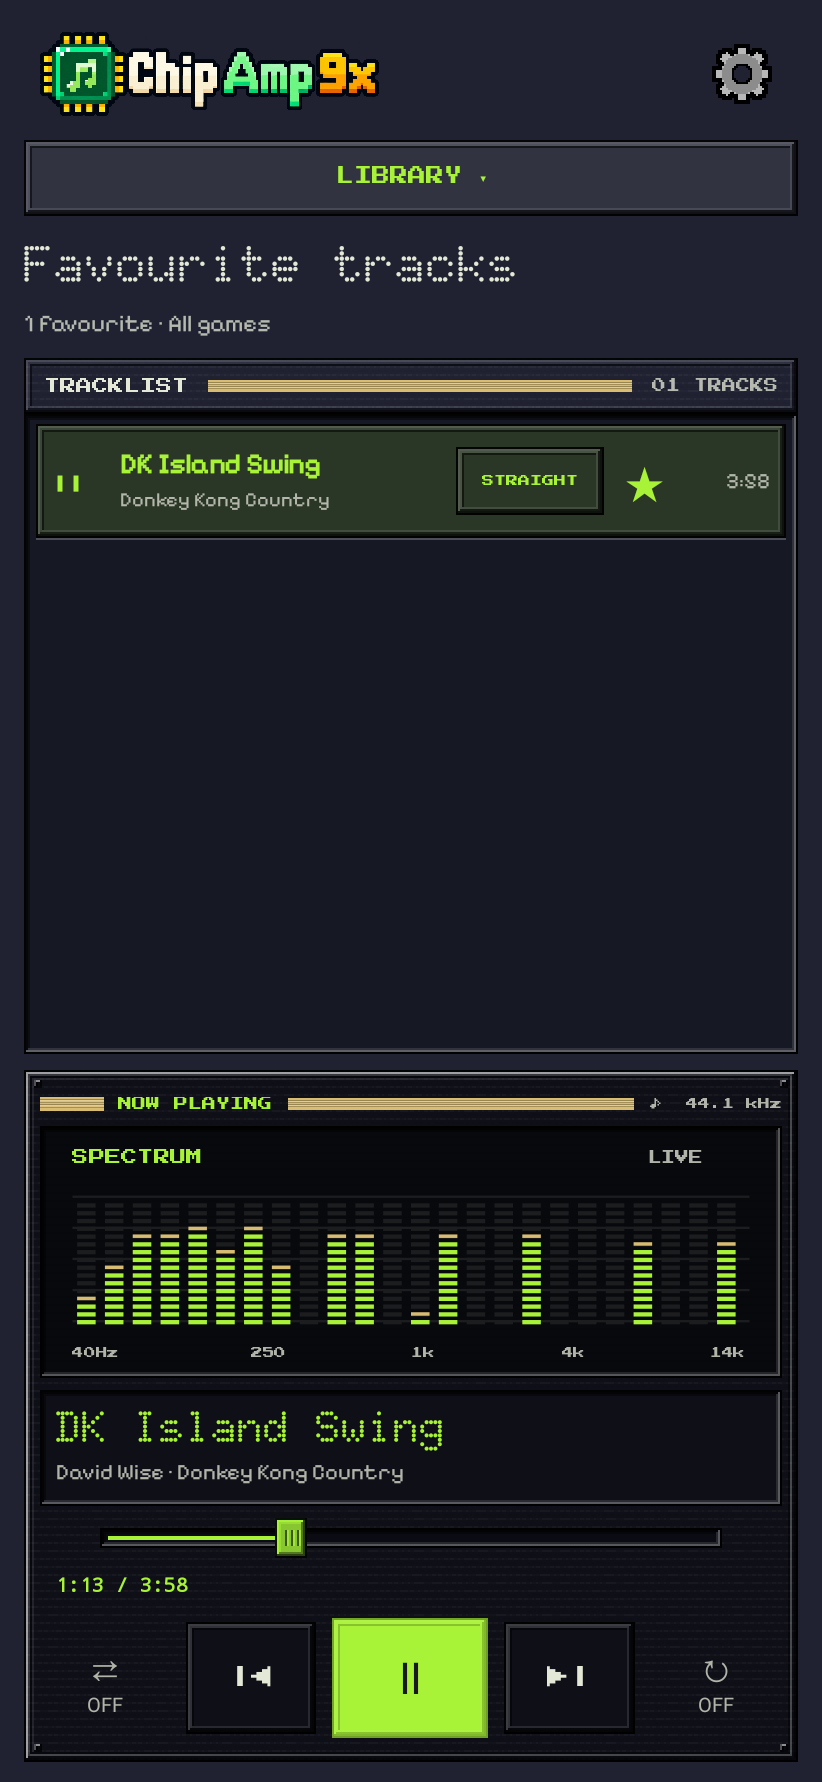 ChipAmp9x
LIBRARY ▾
Favourite tracks
1 Favourite · All games
TRACKLIST 01 TRACKS
DK Island Swing
Donkey Kong Country
STRAIGHT ★ 3:58
NOW PLAYING ♪ 44.1 kHz
SPECTRUM LIVE
40Hz 250 1k 4k 14k
DK Island Swing
David Wise · Donkey Kong Country
1:13 / 3:58
OFF OFF